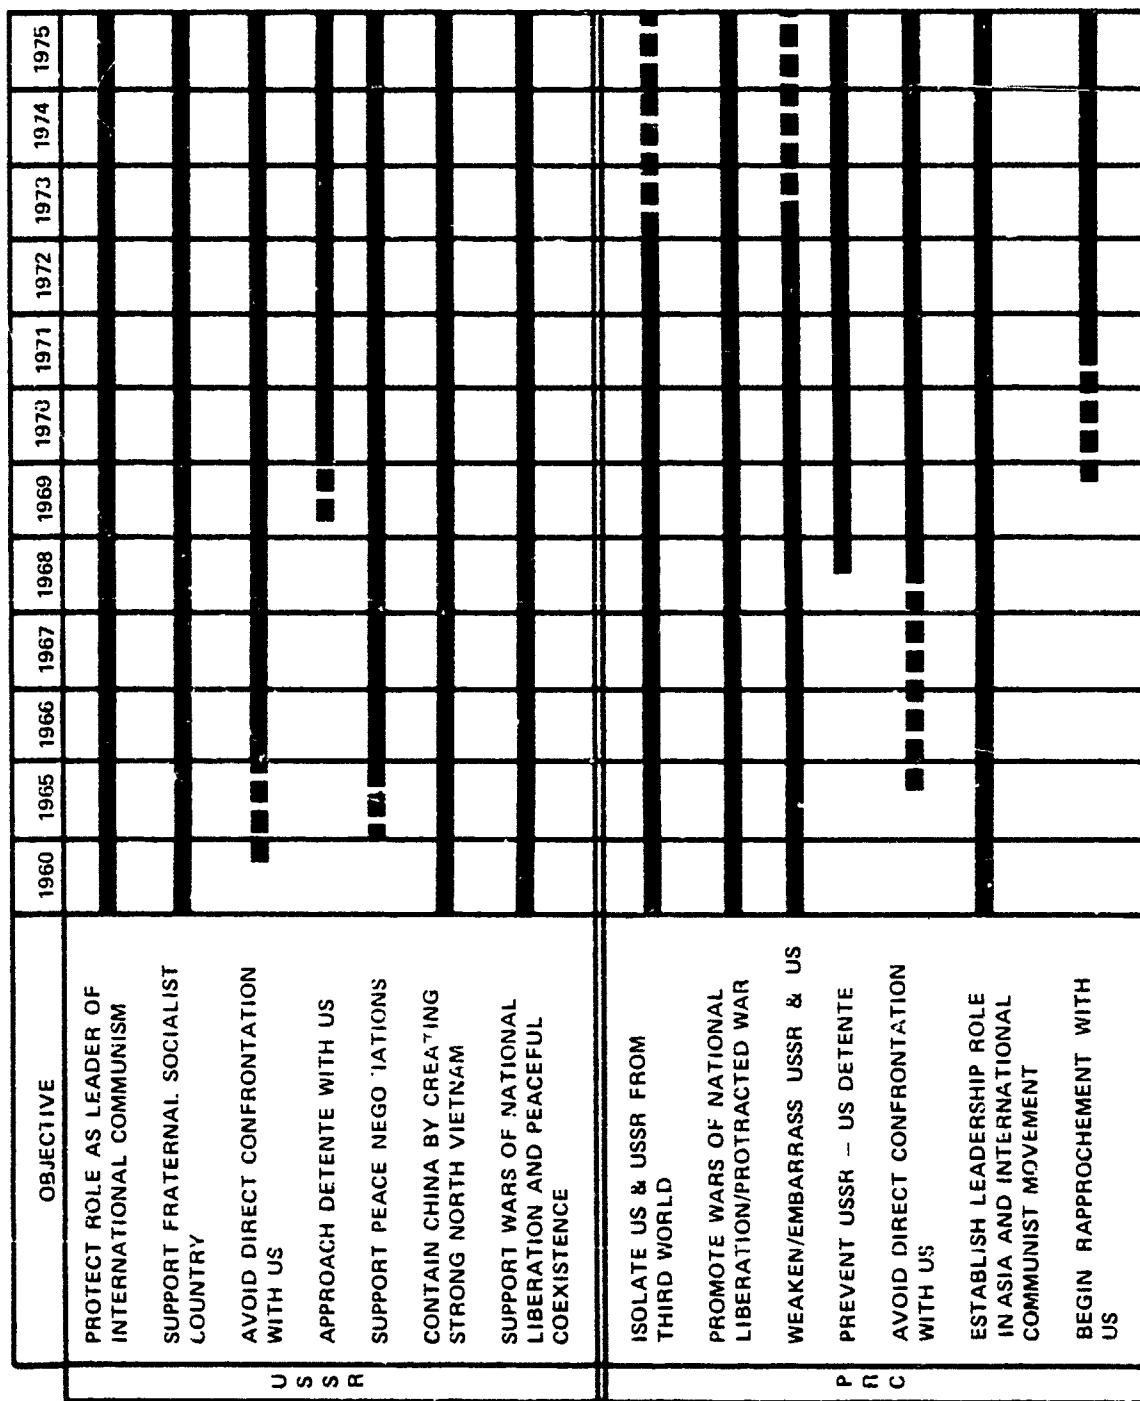 OBJECTIVE 1960 1965 1966 1967 1968 1969 1970 1971 1972 1973 1974 1975
USSR
PROTECT ROLE AS LEADER OF
INTERNATIONAL COMMUNISM
SUPPORT FRATERNAL SOCIALIST
COUNTRY
AVOID DIRECT CONFRONTATION
WITH US
APPROACH DETENTE WITH US
SUPPORT PEACE NEGO IATIONS
CONTAIN CHINA BY CREATING
STRONG NORTH VIETNAM
SUPPORT WARS OF NATIONAL
LIBERATION AND PEACEFUL
COEXISTENCE
PRC
ISOLATE US & USSR FROM
THIRD WORLD
PROMOTE WARS OF NATIONAL
LIBERATION/PROTRACTED WAR
WEAKEN/EMBARRASS USSR & US
PREVENT USSR – US DETENTE
AVOID DIRECT CONFRONTATION
WITH US
ESTABLISH LEADERSHIP ROLE
IN ASIA AND INTERNATIONAL
COMMUNIST MOVEMENT
BEGIN RAPPROCHEMENT WITH
US